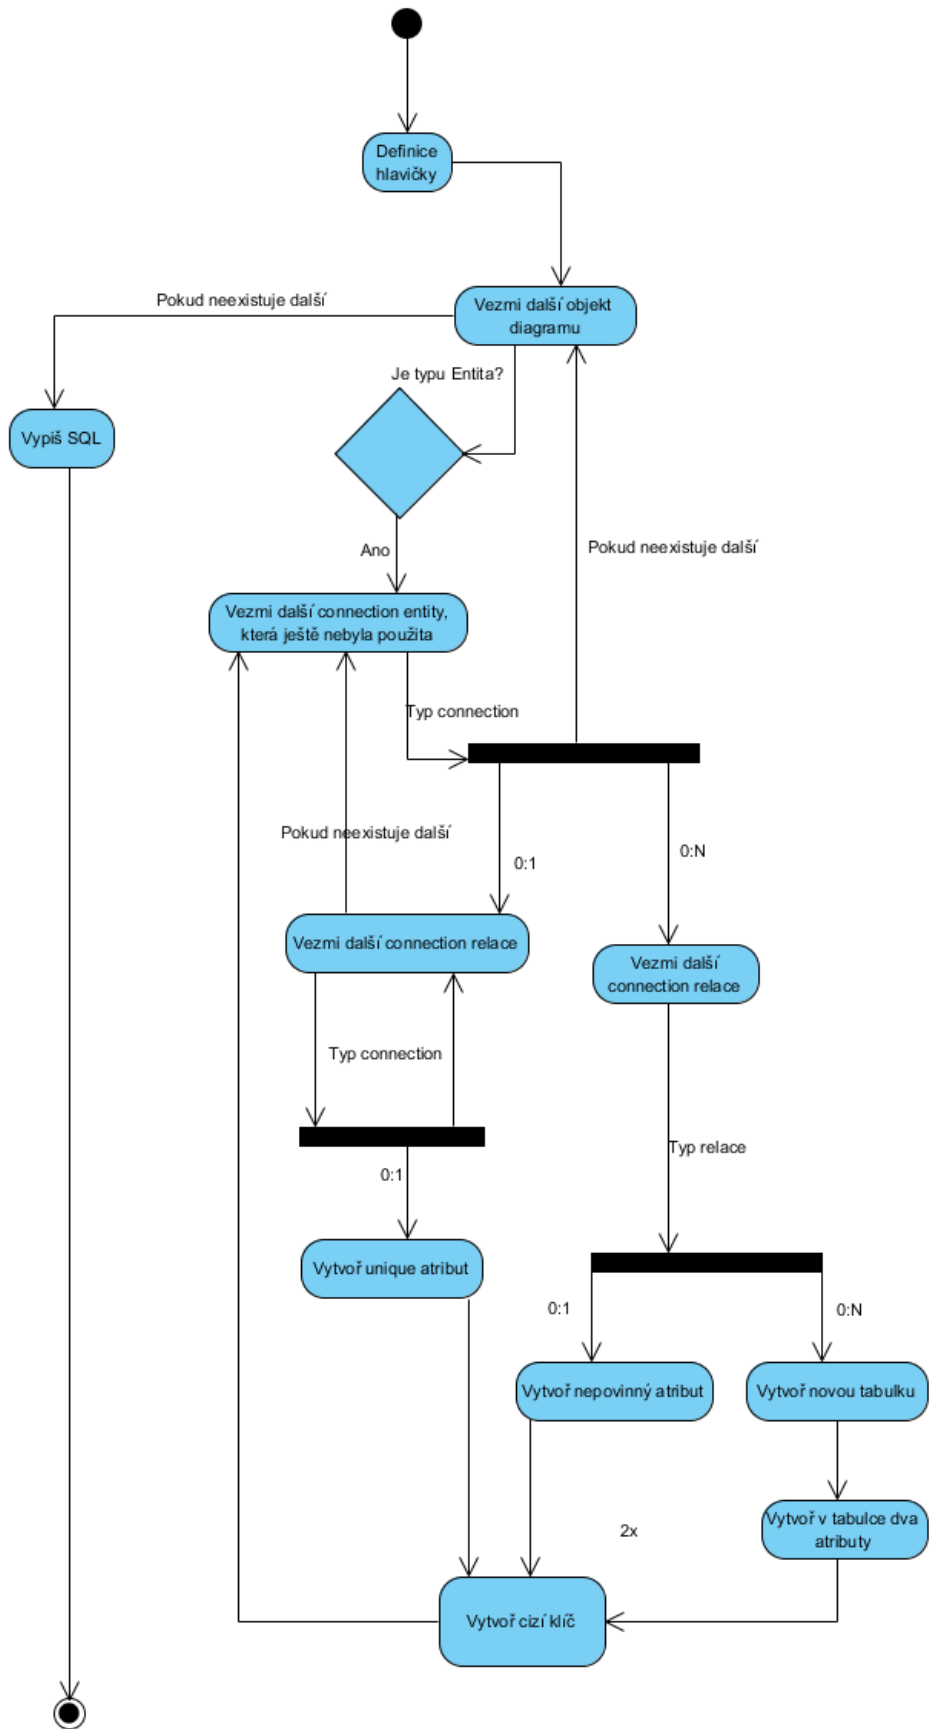 Definice
hlavičky
Pokud neexistuje další
Vezmi další objekt
diagramu
Je typu Entita?
Vypiš SQL
Ano
Pokud neexistuje další
Vezmi další connection entity,
která ještě nebyla použita
Typ connection
Pokud neexistuje další
0:1
0:N
Vezmi další connection relace
Vezmi další
connection relace
Typ connection
Typ relace
0:1
Vytvoř unique atribut
0:1
0:N
Vytvoř nepovinný atribut
Vytvoř novou tabulku
2x
Vytvoř v tabulce dva
atributy
Vytvoř cizí klíč